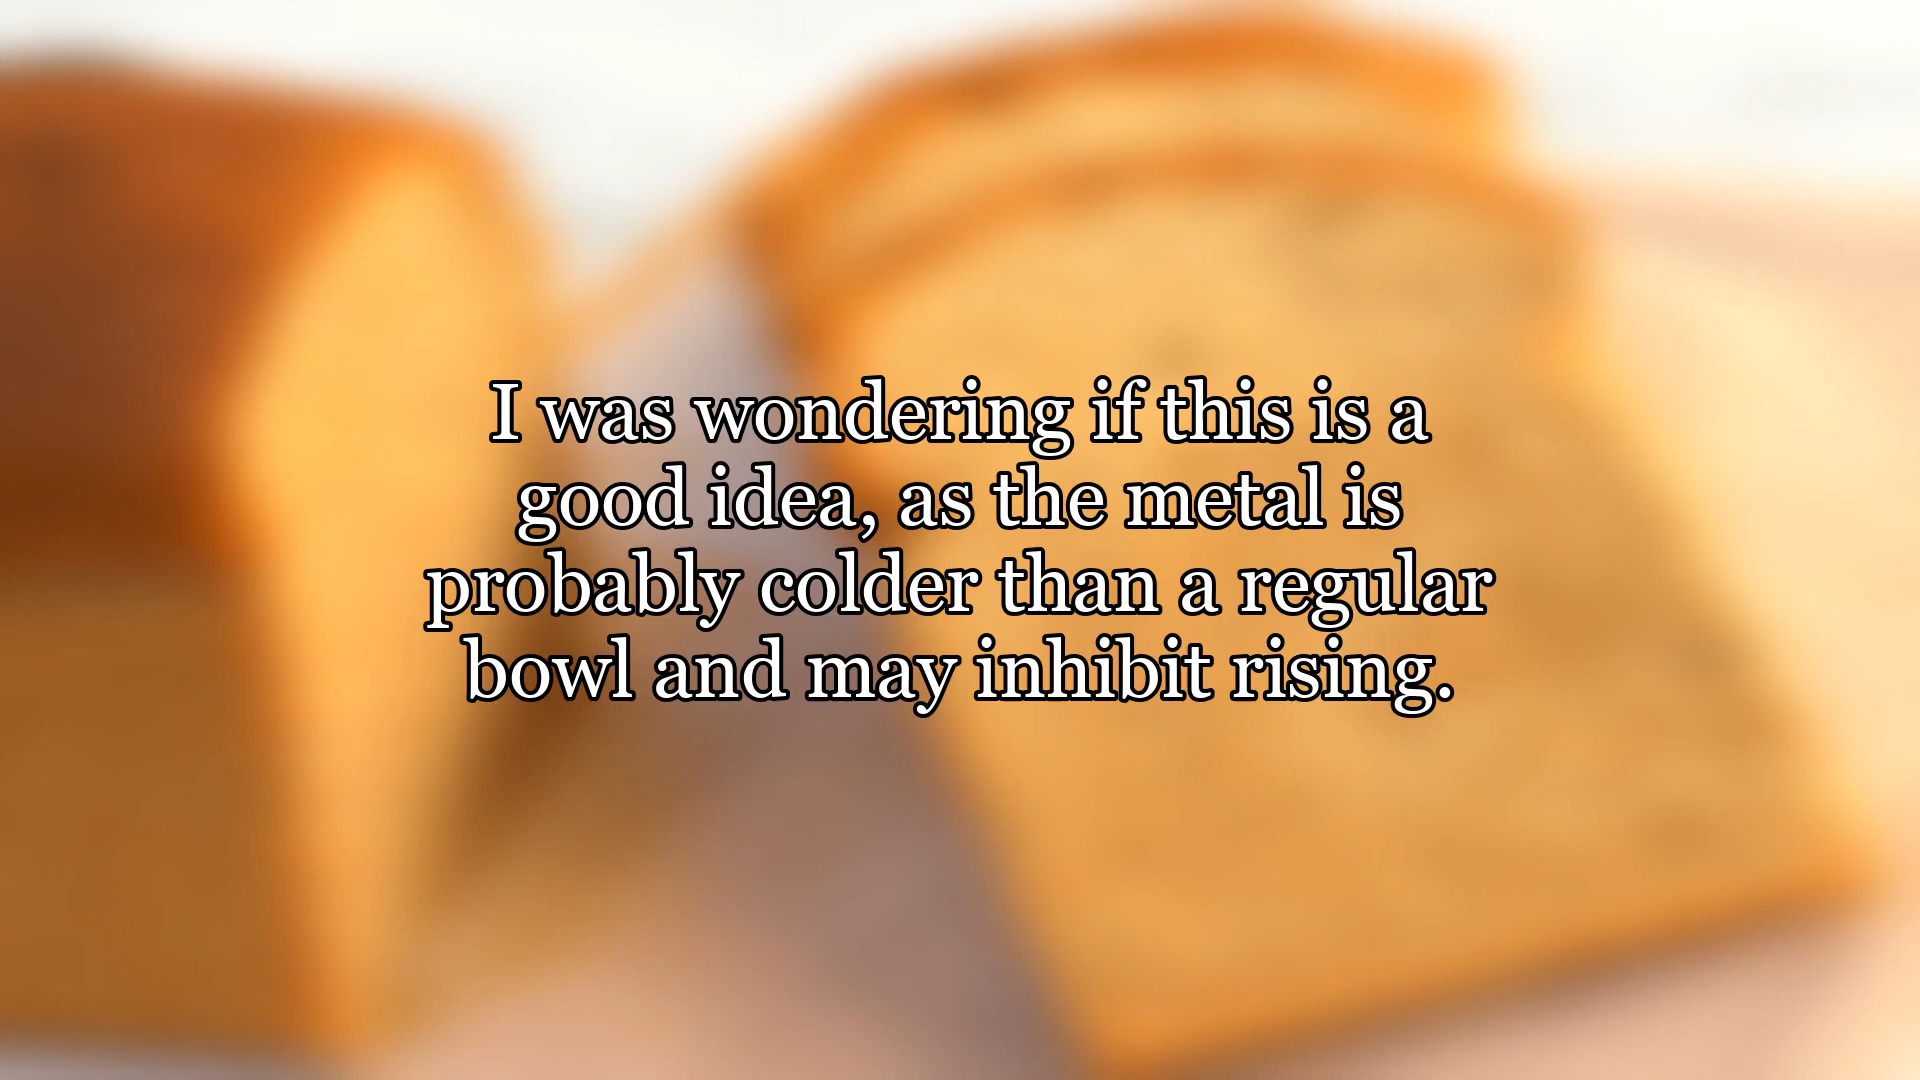 I was wondering if this is a
good idea, as the metal is
probably colder than a regular
bowl and may inhibit rising.